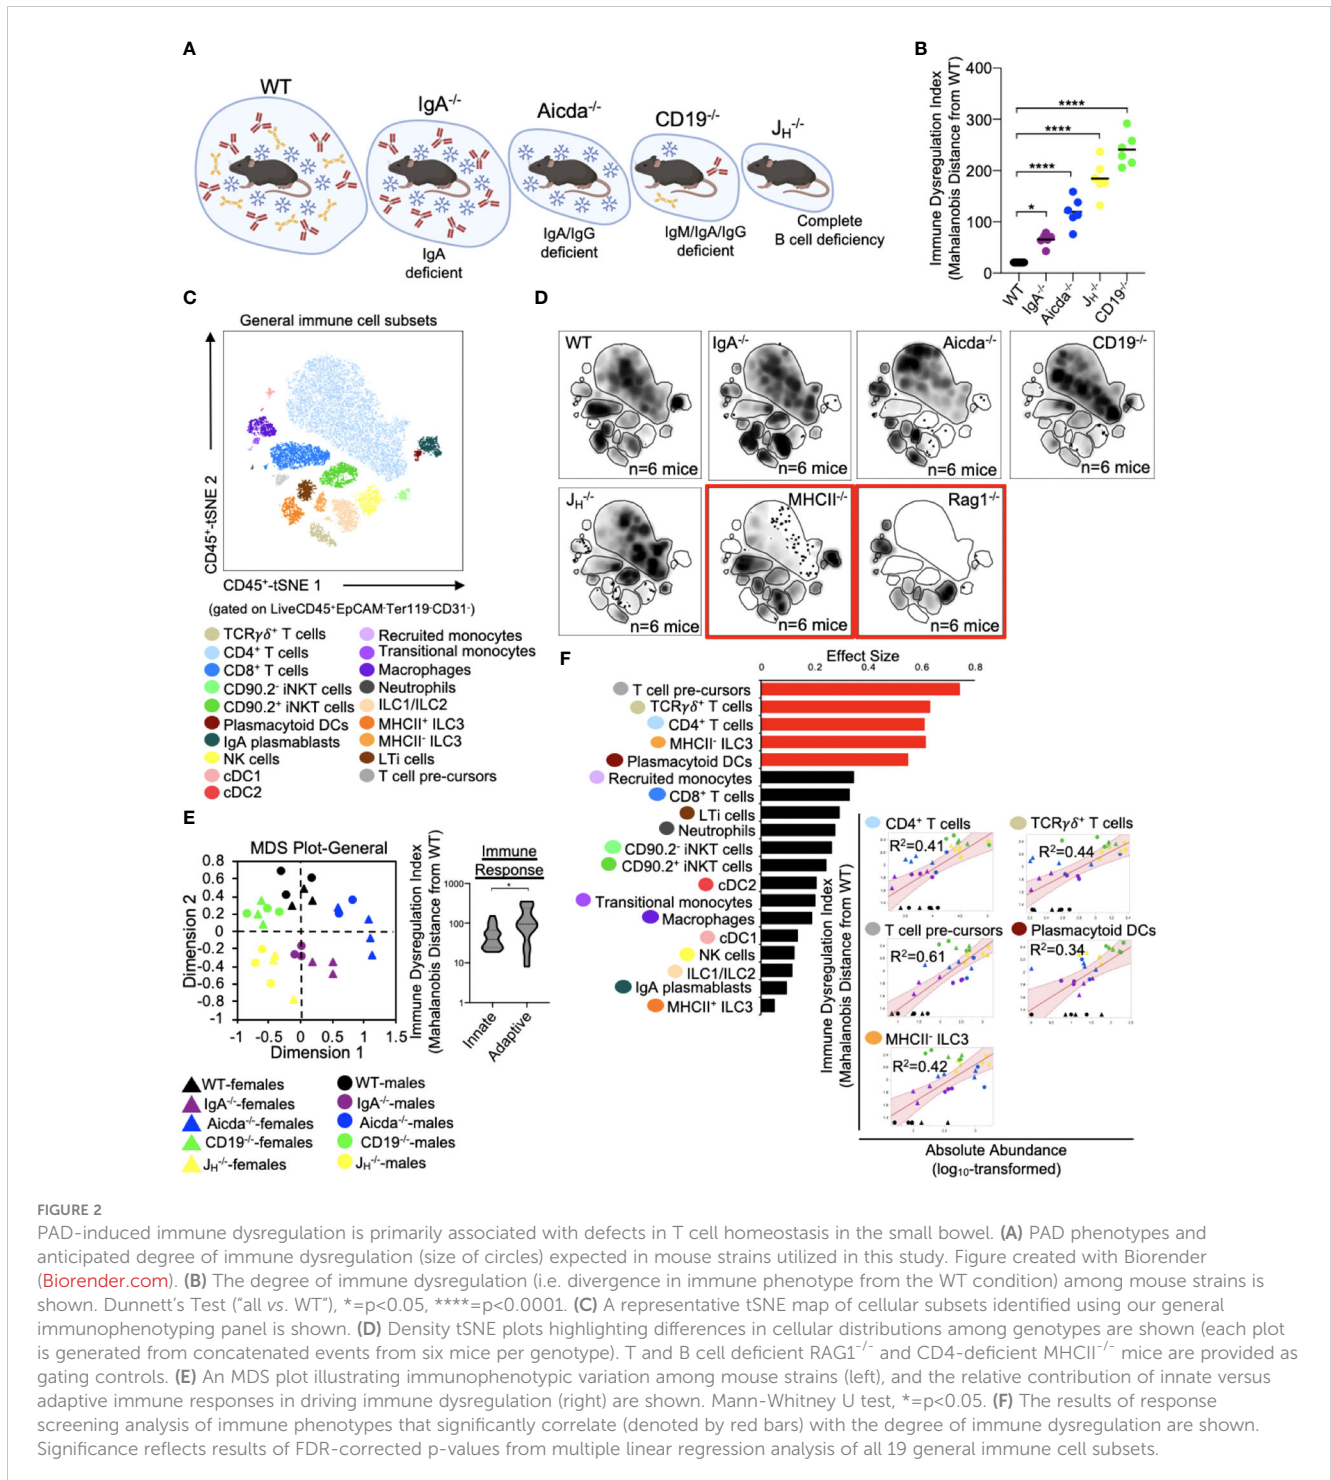 A
WT
IgA-/-
Aicda-/-
CD19-/-
JH-/-
IgA
deficient
IgA/IgG
deficient
IgM/IgA/IgG
deficient
Complete
B cell deficiency
B
Immune Dysregulation Index
(Mahalanobis Distance from WT)
400
300
200
100
0
****
****
****
*
WT
IgA-/-
Aicda-/-
JH-/-
CD19-/-
C
General immune cell subsets
CD45+-tSNE 2
CD45+-tSNE 1
(gated on LiveCD45+EpCAM-Ter119-CD31-)
TCRγδ+ T cells
CD4+ T cells
CD8+ T cells
CD90.2- iNKT cells
CD90.2+ iNKT cells
Plasmacytoid DCs
IgA plasmablasts
NK cells
cDC1
cDC2
Recruited monocytes
Transitional monocytes
Macrophages
Neutrophils
ILC1/ILC2
MHCII+ ILC3
MHCII- ILC3
LTi cells
T cell pre-cursors
D
WT
n=6 mice
IgA-/-
n=6 mice
Aicda-/-
n=6 mice
CD19-/-
n=6 mice
JH-/-
n=6 mice
MHCII-/-
n=6 mice
Rag1-/-
n=6 mice
E
MDS Plot-General
Dimension 2
0.8
0.6
0.4
0.2
0
-0.2
-0.4
-0.6
-0.8
-1
-1
-0.5
0
0.5
1
1.5
Dimension 1
Immune Dysregulation Index
(Mahalanobis Distance from WT)
Immune
Response
*
1000
100
10
1
Innate
Adaptive
WT-females
IgA-/--females
Aicda-/--females
CD19-/--females
JH-/--females
WT-males
IgA-/--males
Aicda-/--males
CD19-/--males
JH-/--males
F
Effect Size
0
0.2
0.4
0.6
0.8
T cell pre-cursors
TCRγδ+ T cells
CD4+ T cells
MHCII- ILC3
Plasmacytoid DCs
Recruited monocytes
CD8+ T cells
LTi cells
Neutrophils
CD90.2- iNKT cells
CD90.2+ iNKT cells
cDC2
Transitional monocytes
Macrophages
cDC1
NK cells
ILC1/ILC2
IgA plasmablasts
MHCII+ ILC3
Immune Dysregulation Index
(Mahalanobis Distance from WT)
CD4+ T cells
R²=0.41
TCRγδ+ T cells
R²=0.44
T cell pre-cursors
R²=0.61
Plasmacytoid DCs
R²=0.34
MHCII- ILC3
R²=0.42
Absolute Abundance
(log10-transformed)
FIGURE 2
PAD-induced immune dysregulation is primarily associated with defects in T cell homeostasis in the small bowel. (A) PAD phenotypes and
anticipated degree of immune dysregulation (size of circles) expected in mouse strains utilized in this study. Figure created with Biorender
(Biorender.com). (B) The degree of immune dysregulation (i.e. divergence in immune phenotype from the WT condition) among mouse strains is
shown. Dunnett's Test ("all vs. WT"), *=p<0.05, ****=p<0.0001. (C) A representative tSNE map of cellular subsets identified using our general
immunophenotyping panel is shown. (D) Density tSNE plots highlighting differences in cellular distributions among genotypes are shown (each plot
is generated from concatenated events from six mice per genotype). T and B cell deficient RAG1-/- and CD4-deficient MHCII-/- mice are provided as
gating controls. (E) An MDS plot illustrating immunophenotypic variation among mouse strains (left), and the relative contribution of innate versus
adaptive immune responses in driving immune dysregulation (right) are shown. Mann-Whitney U test, *=p<0.05. (F) The results of response
screening analysis of immune phenotypes that significantly correlate (denoted by red bars) with the degree of immune dysregulation are shown.
Significance reflects results of FDR-corrected p-values from multiple linear regression analysis of all 19 general immune cell subsets.